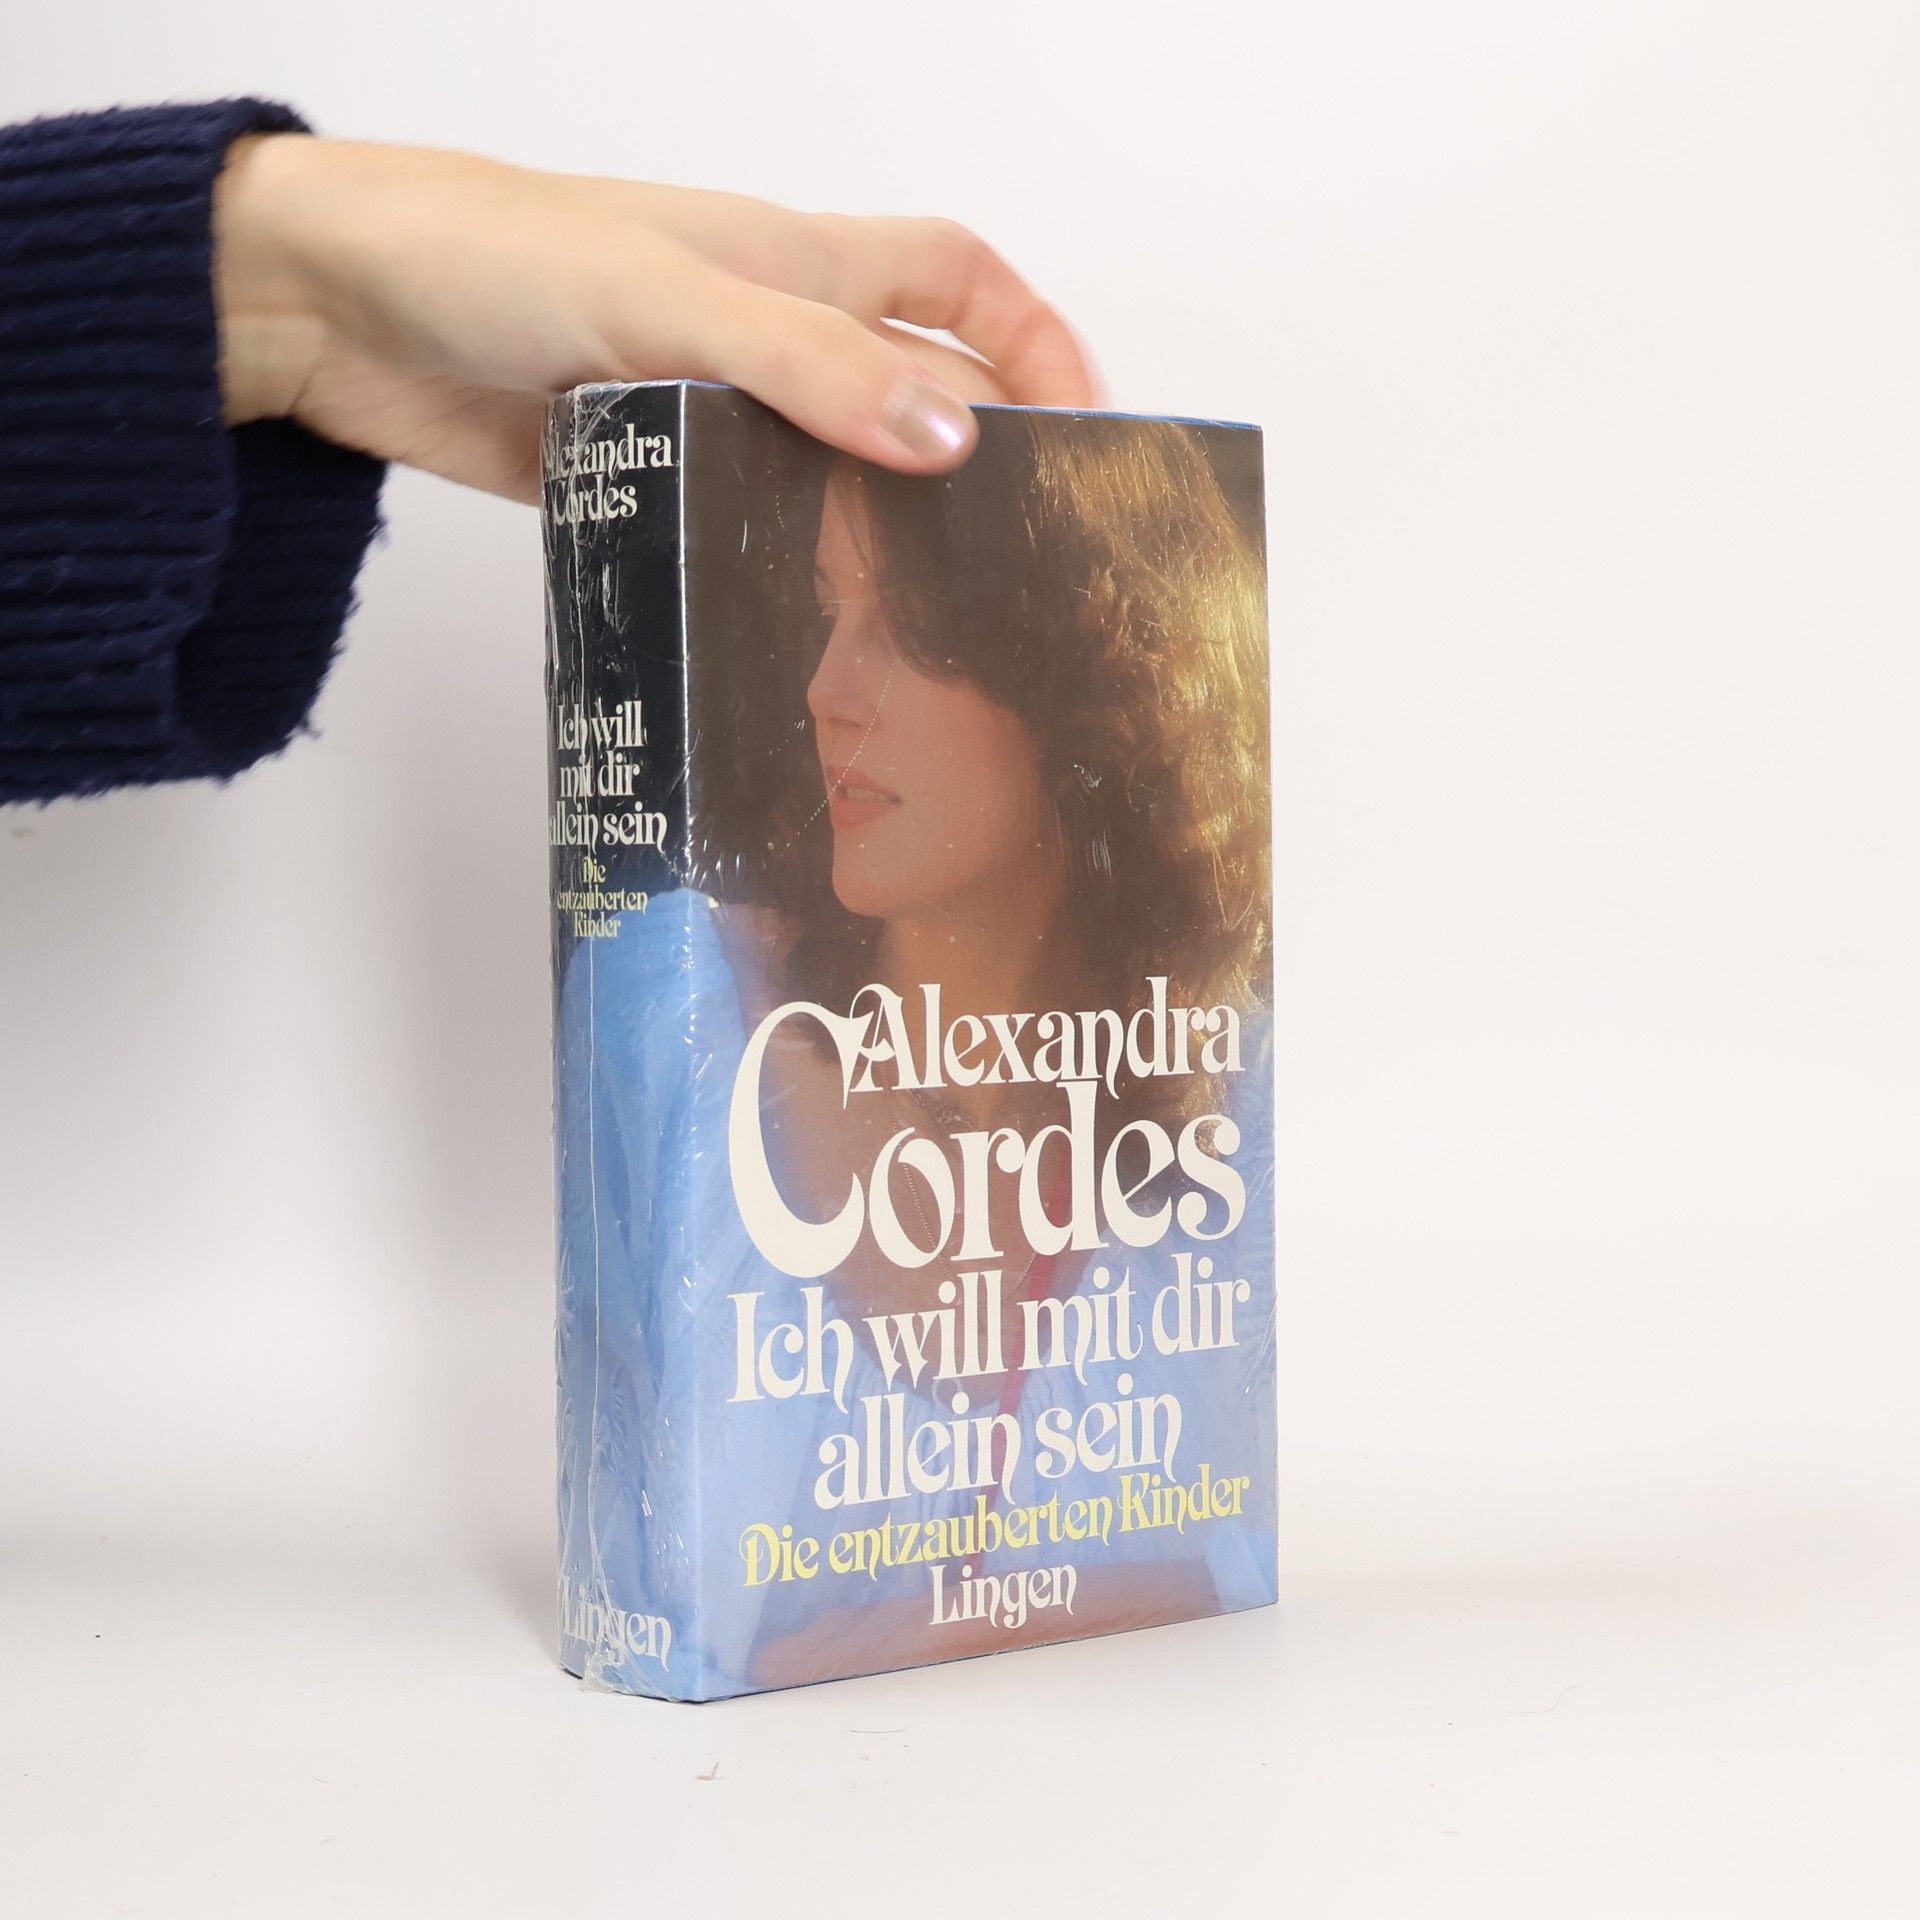 Alexandra
Cordes
Ich will
mit dir
allein sein
Die
entzauberten
Kinder
Lingen
Alexandra
Cordes
Ich will mit dir
allein sein
Die entzauberten Kinder
Lingen